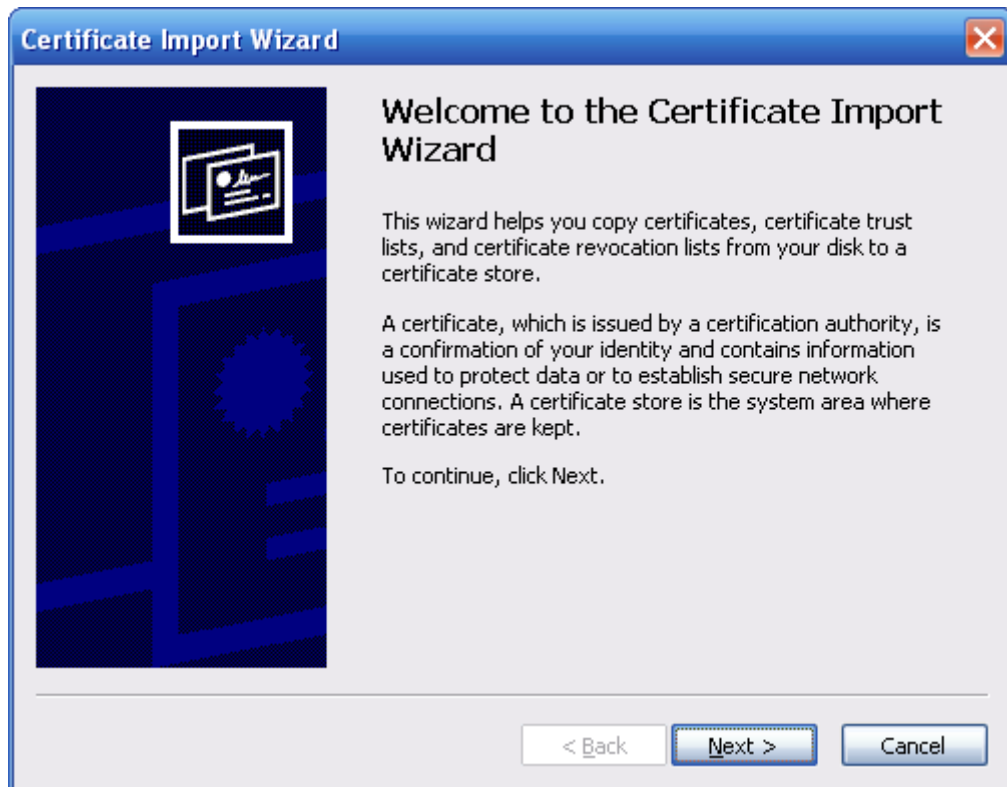 Certificate Import Wizard
Welcome to the Certificate Import
Wizard
This wizard helps you copy certificates, certificate trust
lists, and certificate revocation lists from your disk to a
certificate store.
A certificate, which is issued by a certification authority, is
a confirmation of your identity and contains information
used to protect data or to establish secure network
connections. A certificate store is the system area where
certificates are kept.
To continue, click Next.
< Back Next > Cancel